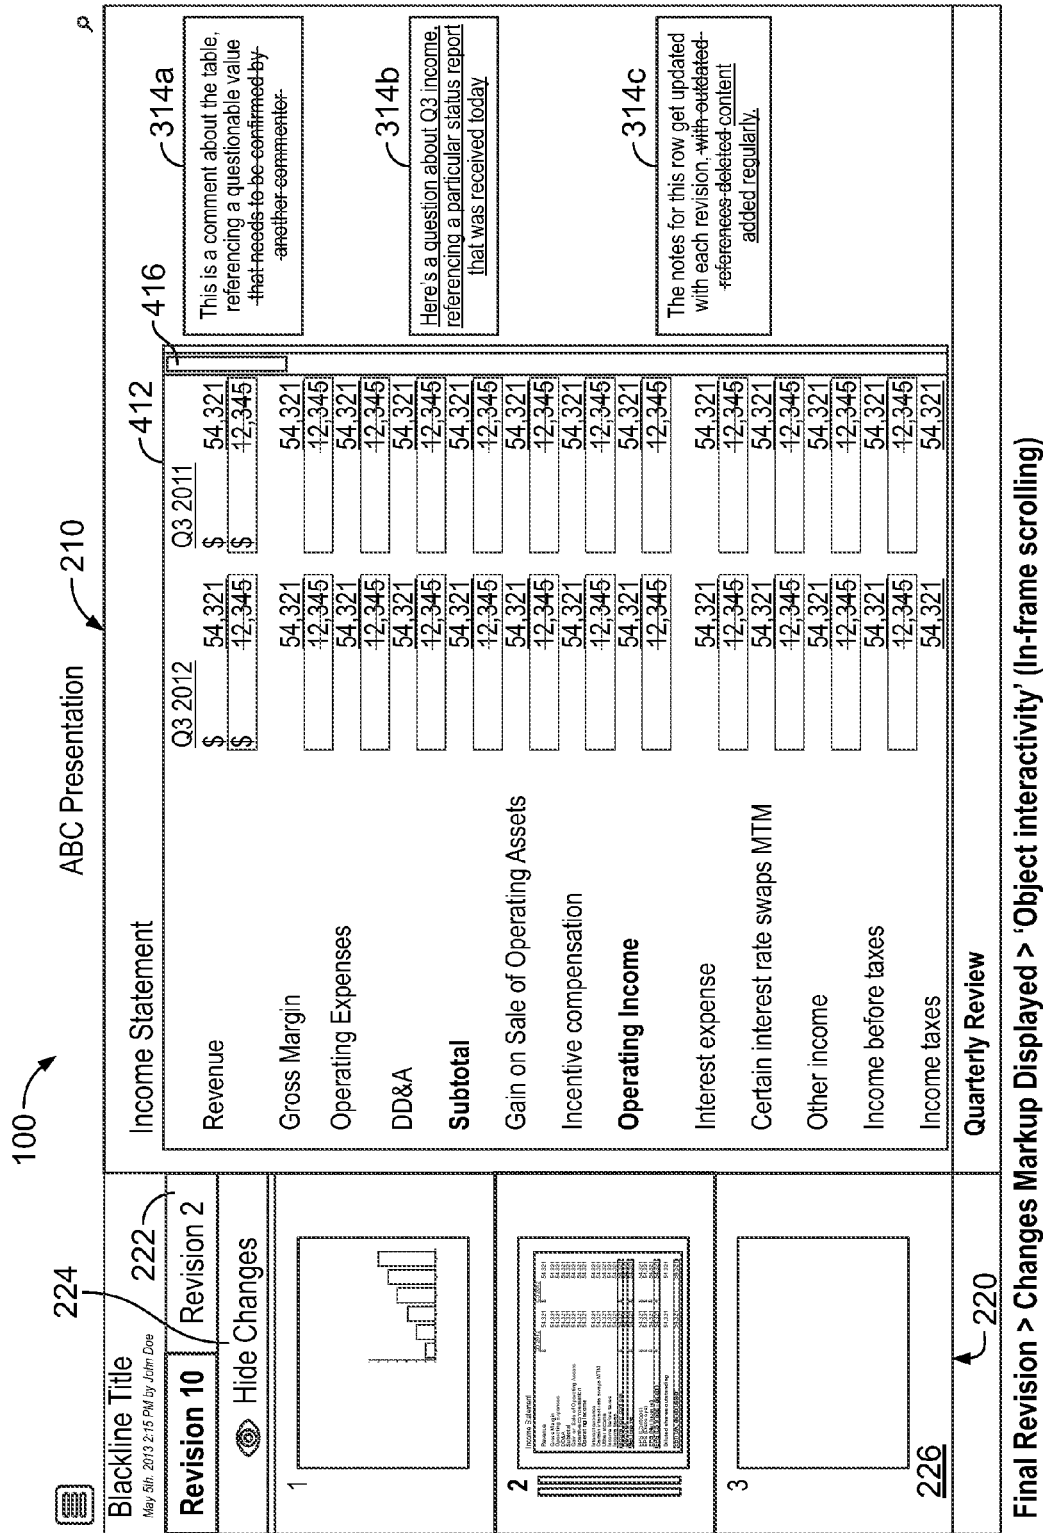 100
ABC Presentation
210
Blackline Title
May 5th. 2013 2:15 PM by John Doe
224
222
Revision 10
Revision 2
Hide Changes
1
2
Income Statement
3
226
220
Income Statement
412
416
Q3 2012 Q3 2011
Revenue $ 54,321 $ 54,321
$ 12,345 $ 12,345
Gross Margin 54,321 54,321
12,345 12,345
Operating Expenses 54,321 54,321
12,345 12,345
DD&A 54,321 54,321
12,345 12,345
Subtotal 54,321 54,321
12,345 12,345
Gain on Sale of Operating Assets 54,321 54,321
12,345 12,345
Incentive compensation 54,321 54,321
12,345 12,345
Operating Income 54,321 54,321
12,345 12,345
Interest expense 54,321 54,321
12,345 12,345
Certain interest rate swaps MTM 54,321 54,321
12,345 12,345
Other income 54,321 54,321
12,345 12,345
Income before taxes 54,321 54,321
12,345 12,345
Income taxes 54,321 54,321
314a
This is a comment about the table,
referencing a questionable value
that needs to be confirmed by
another commenter
314b
Here's a question about Q3 income,
referencing a particular status report
that was received today
314c
The notes for this row get updated
with each revision, with outdated
references deleted content
added regularly.
Quarterly Review
Final Revision > Changes Markup Displayed > 'Object interactivity' (In-frame scrolling)